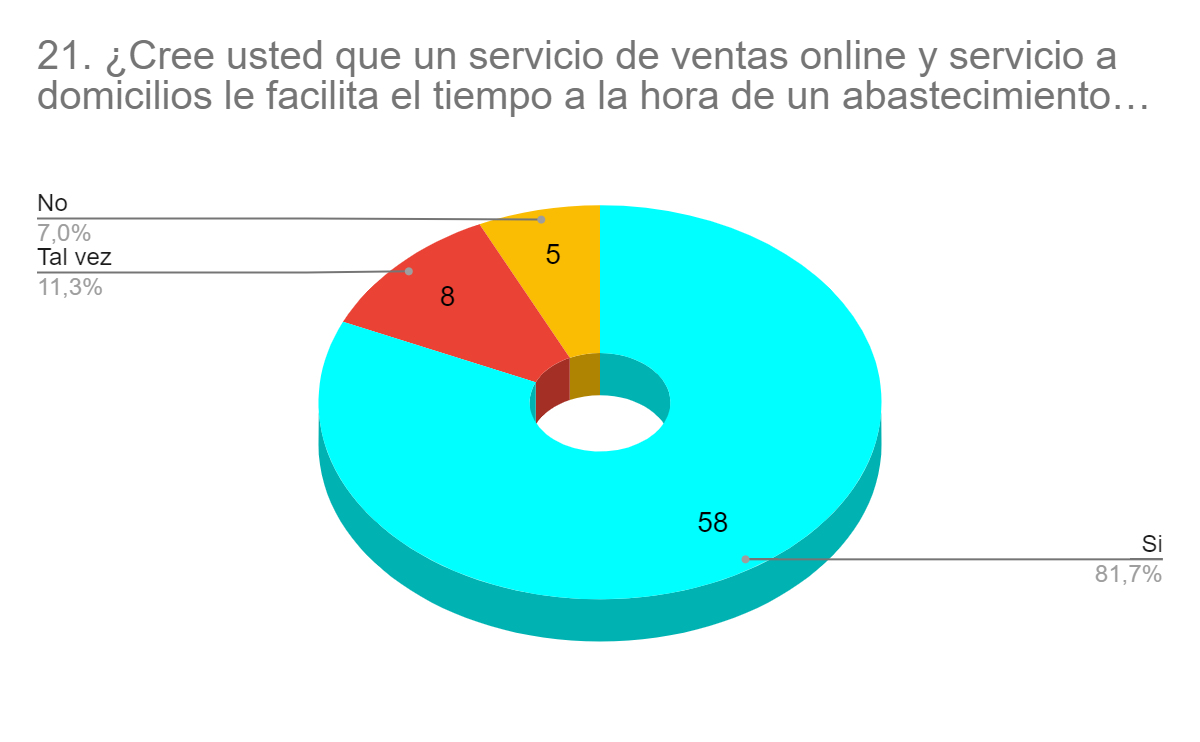 21. ¿Cree usted que un servicio de ventas online y servicio a
domicilios le facilita el tiempo a la hora de un abastecimiento…
No
7,0%
Tal vez
11,3%
5
8
58
Si
81,7%